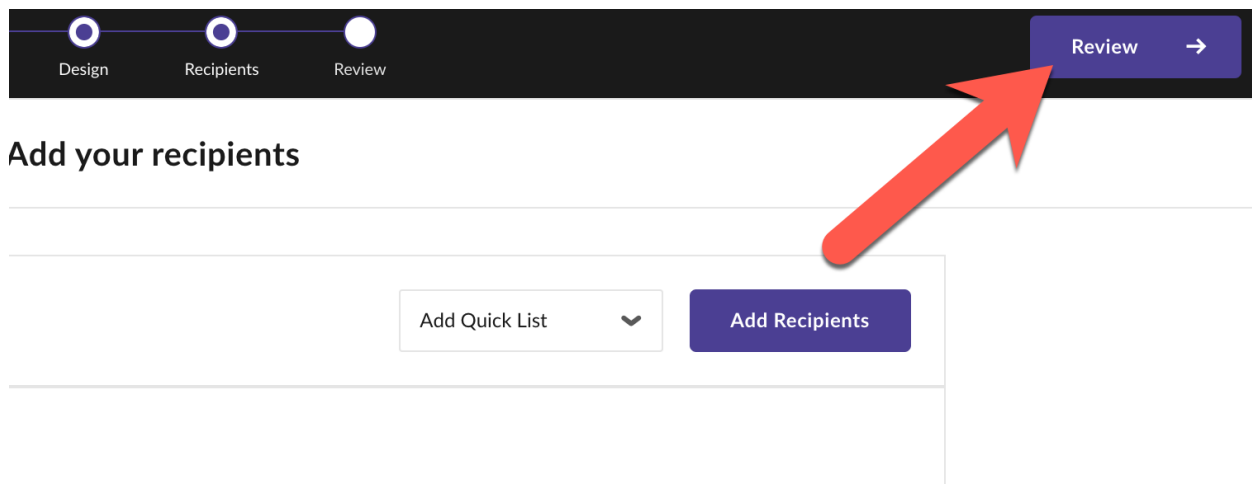 Design
Recipients
Review
Review
Add your recipients
Add Quick List
Add Recipients